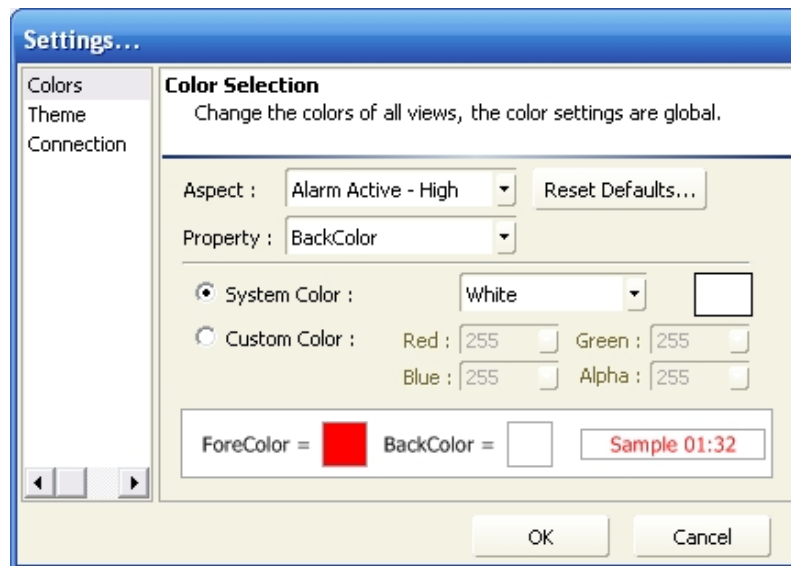 Settings...
Colors
Theme
Connection
Color Selection
Change the colors of all views, the color settings are global.
Aspect : Alarm Active - High Reset Defaults...
Property : BackColor
System Color : White
Custom Color : Red : 255 Green : 255
Blue : 255 Alpha : 255
ForeColor = BackColor = Sample 01:32
OK Cancel